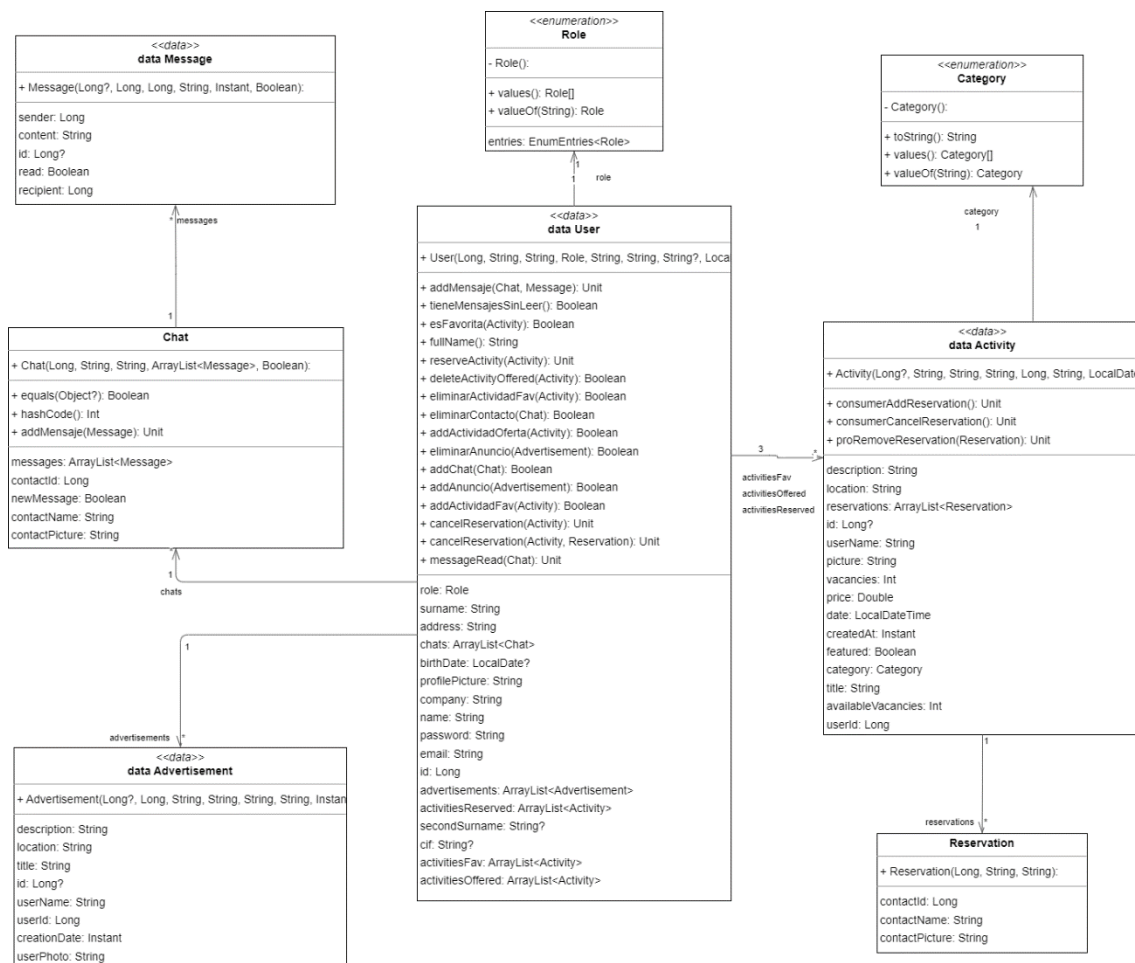 <<data>>
data Message
+ Message(Long?, Long, Long, String, Instant, Boolean):
sender: Long
content: String
id: Long?
read: Boolean
recipient: Long
<<enumeration>>
Role
- Role():
+ values(): Role[]
+ valueOf(String): Role
entries: EnumEntries<Role>
<<enumeration>>
Category
- Category():
+ toString(): String
+ values(): Category[]
+ valueOf(String): Category
1
1
role
* messages
1
category
1
<<data>>
data User
+ User(Long, String, String, Role, String, String, String?, Loca
+ addMensaje(Chat, Message): Unit
+ tieneMensajesSinLeer(): Boolean
+ esFavorita(Activity): Boolean
+ fullName(): String
+ reserveActivity(Activity): Unit
+ deleteActivityOffered(Activity): Boolean
+ eliminarActividadFav(Activity): Boolean
+ eliminarContacto(Chat): Boolean
+ addActividadOferta(Activity): Boolean
+ eliminarAnuncio(Advertisement): Boolean
+ addChat(Chat): Boolean
+ addAnuncio(Advertisement): Boolean
+ addActividadFav(Activity): Boolean
+ cancelReservation(Activity): Unit
+ cancelReservation(Activity, Reservation): Unit
+ messageRead(Chat): Unit
role: Role
surname: String
address: String
chats: ArrayList<Chat>
birthDate: LocalDate?
profilePicture: String
company: String
name: String
password: String
email: String
id: Long
advertisements: ArrayList<Advertisement>
activitiesReserved: ArrayList<Activity>
secondSurname: String?
cif: String?
activitiesFav: ArrayList<Activity>
activitiesOffered: ArrayList<Activity>
Chat
+ Chat(Long, String, String, ArrayList<Message>, Boolean):
+ equals(Object?): Boolean
+ hashCode(): Int
+ addMensaje(Message): Unit
messages: ArrayList<Message>
contactId: Long
newMessage: Boolean
contactName: String
contactPicture: String
*
1
chats
1
advertisements *
<<data>>
data Advertisement
+ Advertisement(Long?, Long, String, String, String, String, Instan
description: String
location: String
title: String
id: Long?
userName: String
userId: Long
creationDate: Instant
userPhoto: String
3 *
activitiesFav
activitiesOffered
activitiesReserved
<<data>>
data Activity
+ Activity(Long?, String, String, String, Long, String, LocalDate
+ consumerAddReservation(): Unit
+ consumerCancelReservation(): Unit
+ proRemoveReservation(Reservation): Unit
description: String
location: String
reservations: ArrayList<Reservation>
id: Long?
userName: String
picture: String
vacancies: Int
price: Double
date: LocalDateTime
createdAt: Instant
featured: Boolean
category: Category
title: String
availableVacancies: Int
userId: Long
1
reservations *
Reservation
+ Reservation(Long, String, String):
contactId: Long
contactName: String
contactPicture: String